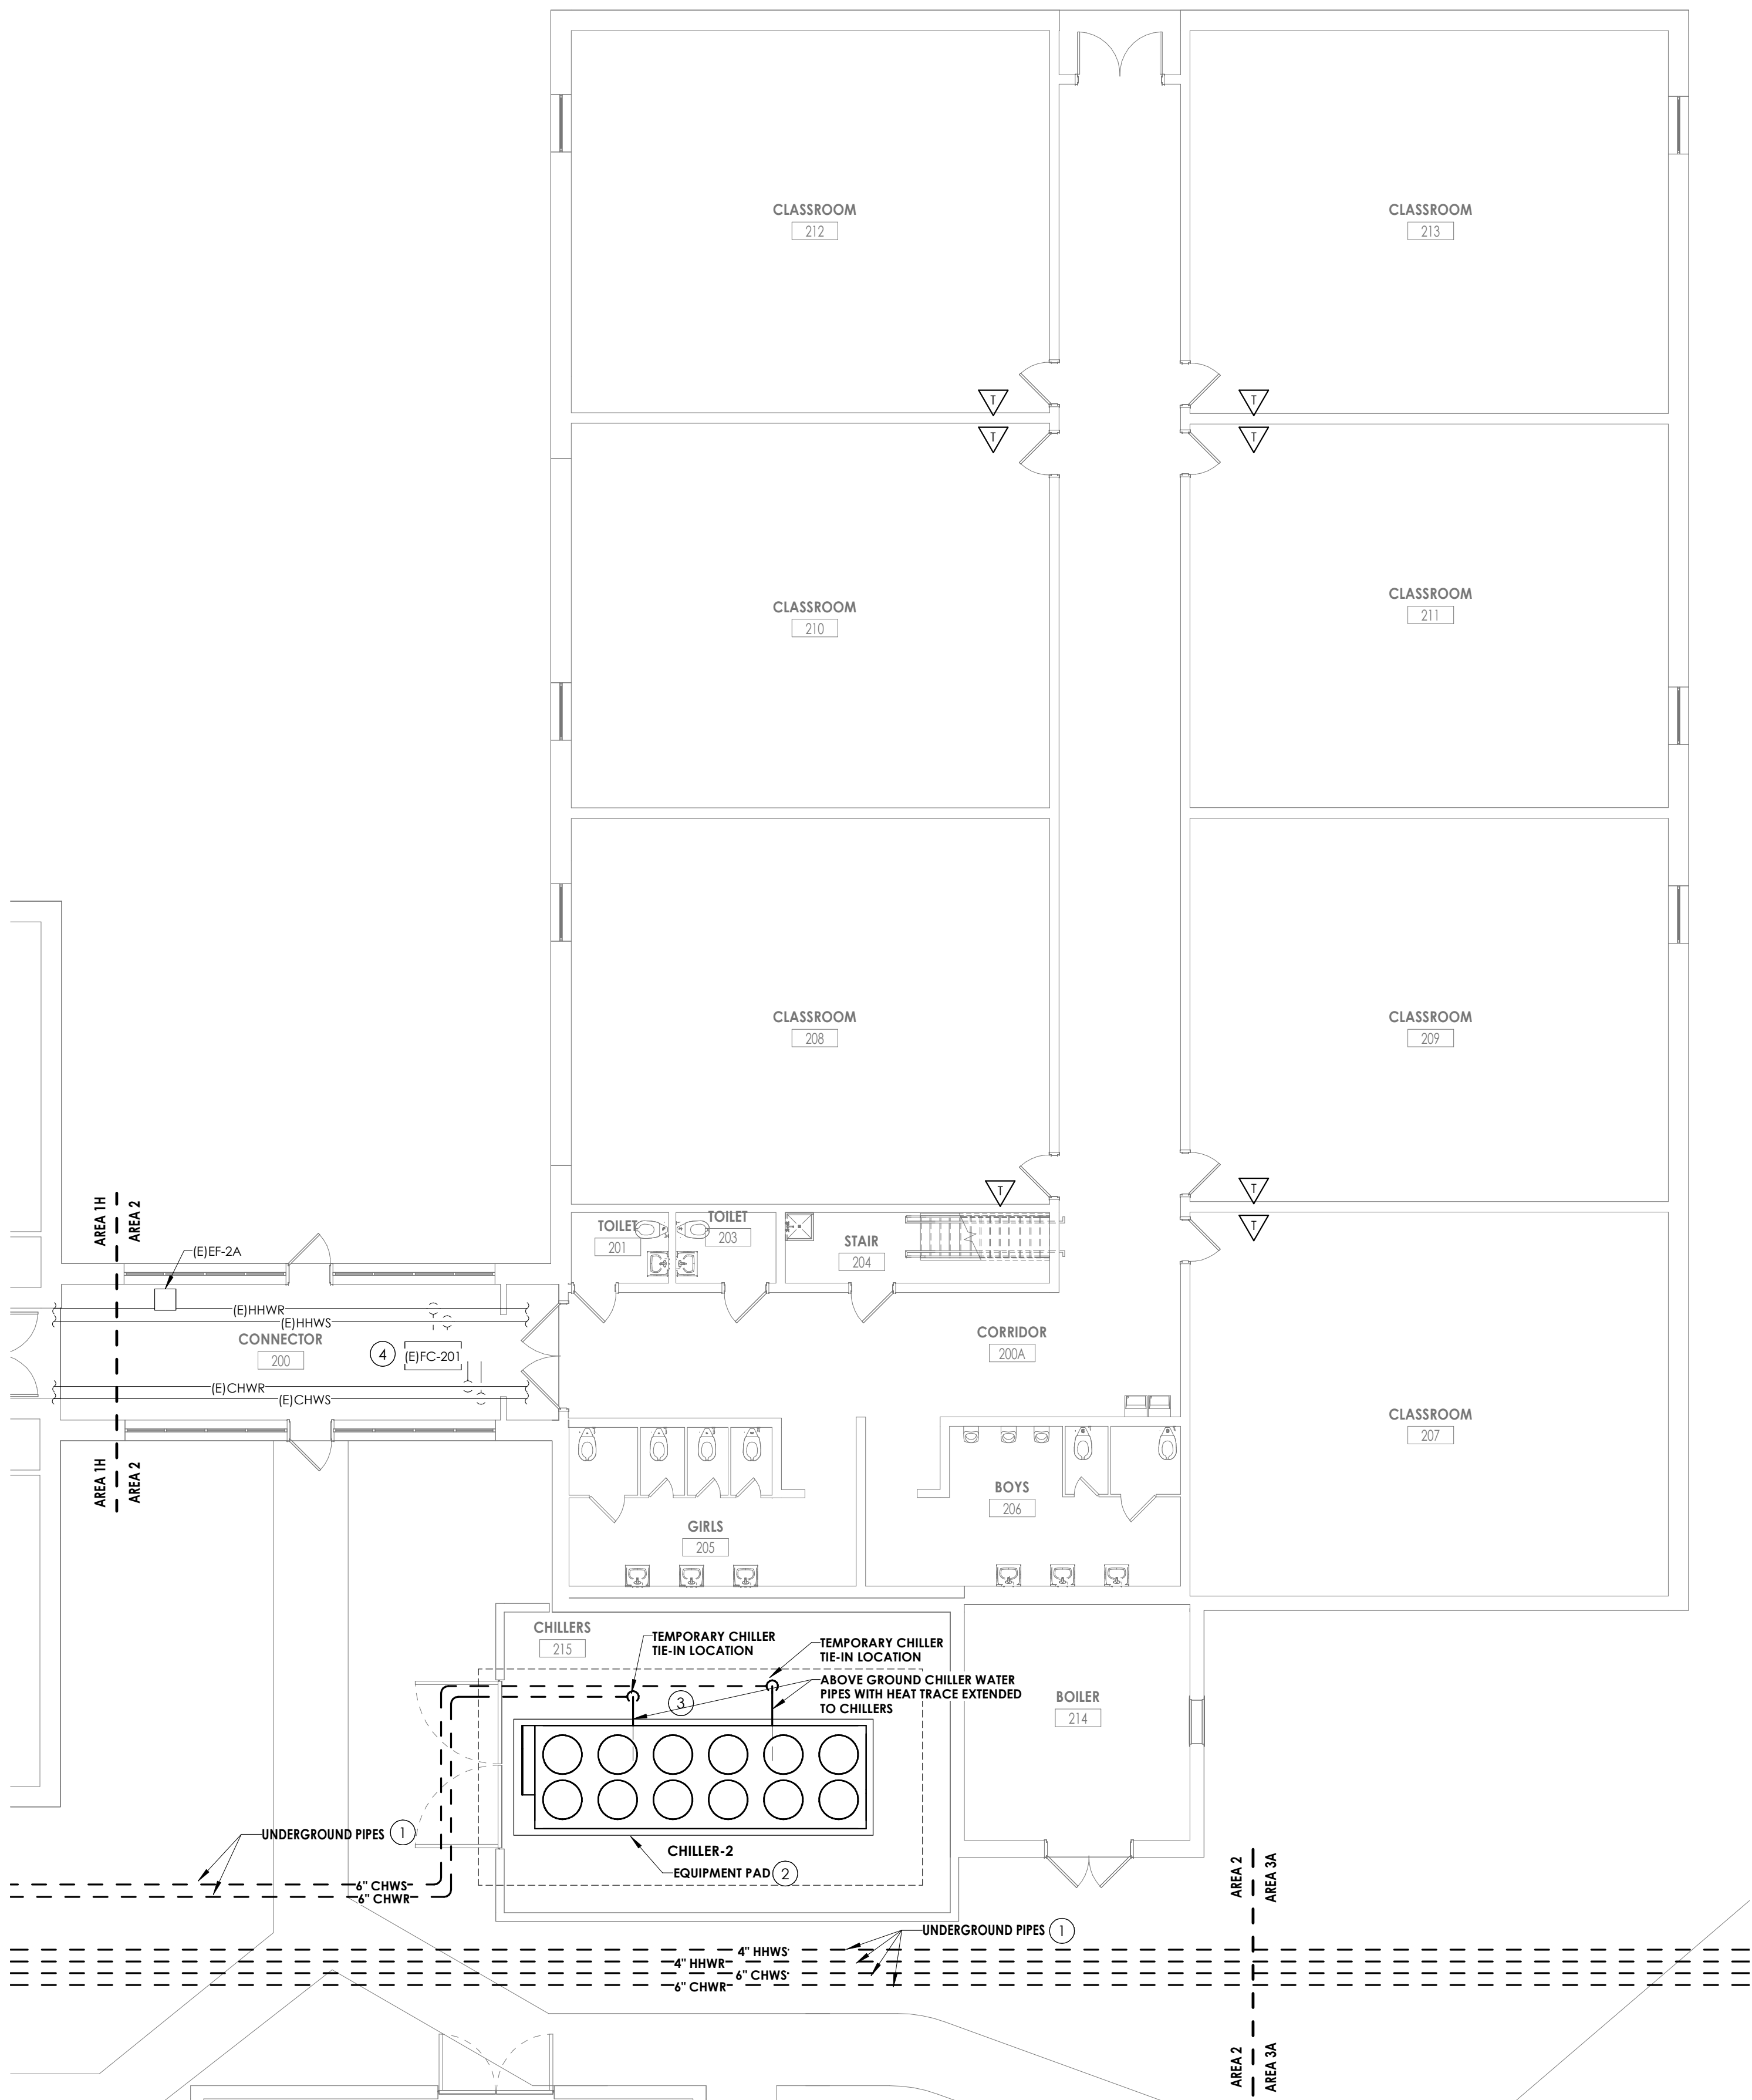 CLASSROOM
212
CLASSROOM
213
T
T
T
T
CLASSROOM
210
CLASSROOM
211
CLASSROOM
208
CLASSROOM
209
T
T
T
AREA 1H
AREA 2
(E)EF-2A
TOILET
201
TOILET
203
STAIR
204
(E)HHWR
(E)HHWS
CONNECTOR
200
4
(E)FC-201
(E)CHWR
(E)CHWS
CORRIDOR
200A
CLASSROOM
207
AREA 1H
AREA 2
GIRLS
205
BOYS
206
CHILLERS
215
TEMPORARY CHILLER
TIE-IN LOCATION
TEMPORARY CHILLER
TIE-IN LOCATION
3
ABOVE GROUND CHILLER WATER
PIPES WITH HEAT TRACE EXTENDED
TO CHILLERS
BOILER
214
UNDERGROUND PIPES 1
CHILLER-2
EQUIPMENT PAD 2
6" CHWS
6" CHWR
AREA 2
AREA 3A
UNDERGROUND PIPES 1
4" HHWS
4" HHWR
6" CHWS
6" CHWR
AREA 2
AREA 3A